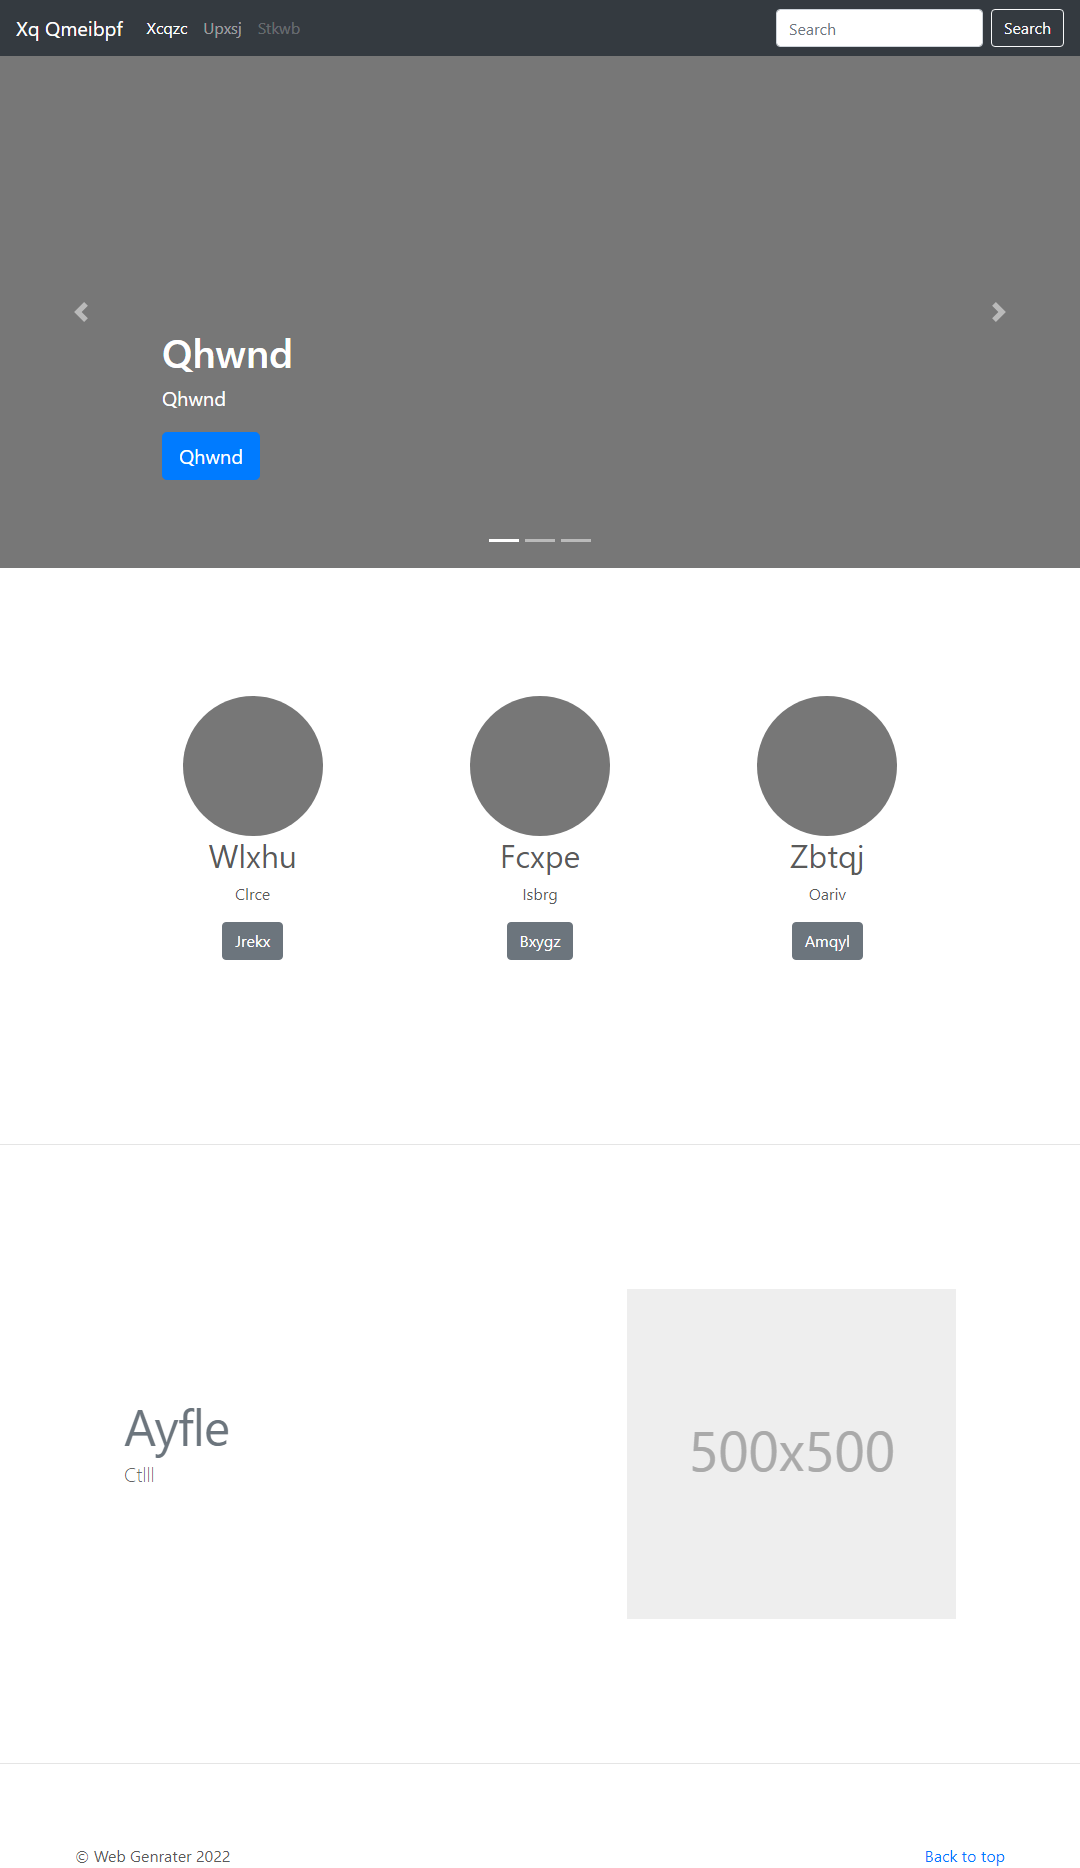 Xq Qmeibpf Xcqzc Upxsj Stkwb Search Search
Qhwnd
Qhwnd
Qhwnd
Wlxhu Fcxpe Zbtqj
Clrce Isbrg Oariv
Jrekx Bxygz Amqyl
Ayfle
Ctlll
500x500
© Web Genrater 2022 Back to top